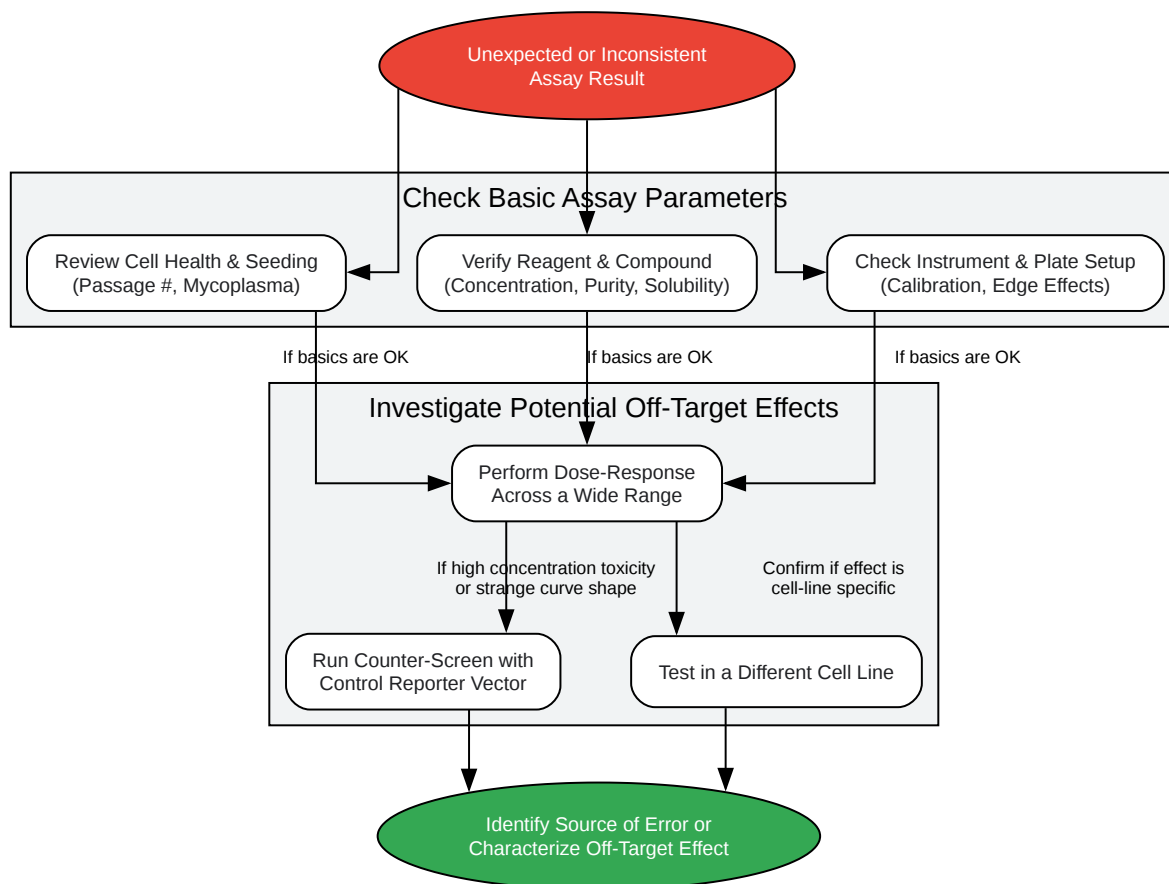 Unexpected or Inconsistent
Assay Result
Check Basic Assay Parameters
Review Cell Health & Seeding
(Passage #, Mycoplasma)
Verify Reagent & Compound
(Concentration, Purity, Solubility)
Check Instrument & Plate Setup
(Calibration, Edge Effects)
If basics are OK
If basics are OK
If basics are OK
Investigate Potential Off-Target Effects
Perform Dose-Response
Across a Wide Range
If high concentration toxicity
or strange curve shape
Confirm if effect is
cell-line specific
Run Counter-Screen with
Control Reporter Vector
Test in a Different Cell Line
Identify Source of Error or
Characterize Off-Target Effect